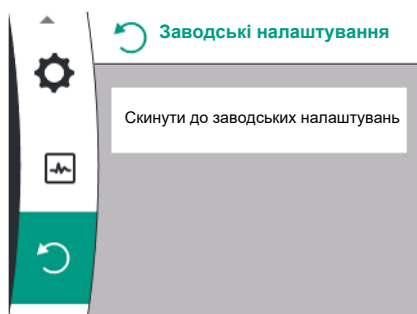 Заводські налаштування
Скинути до заводських налаштувань